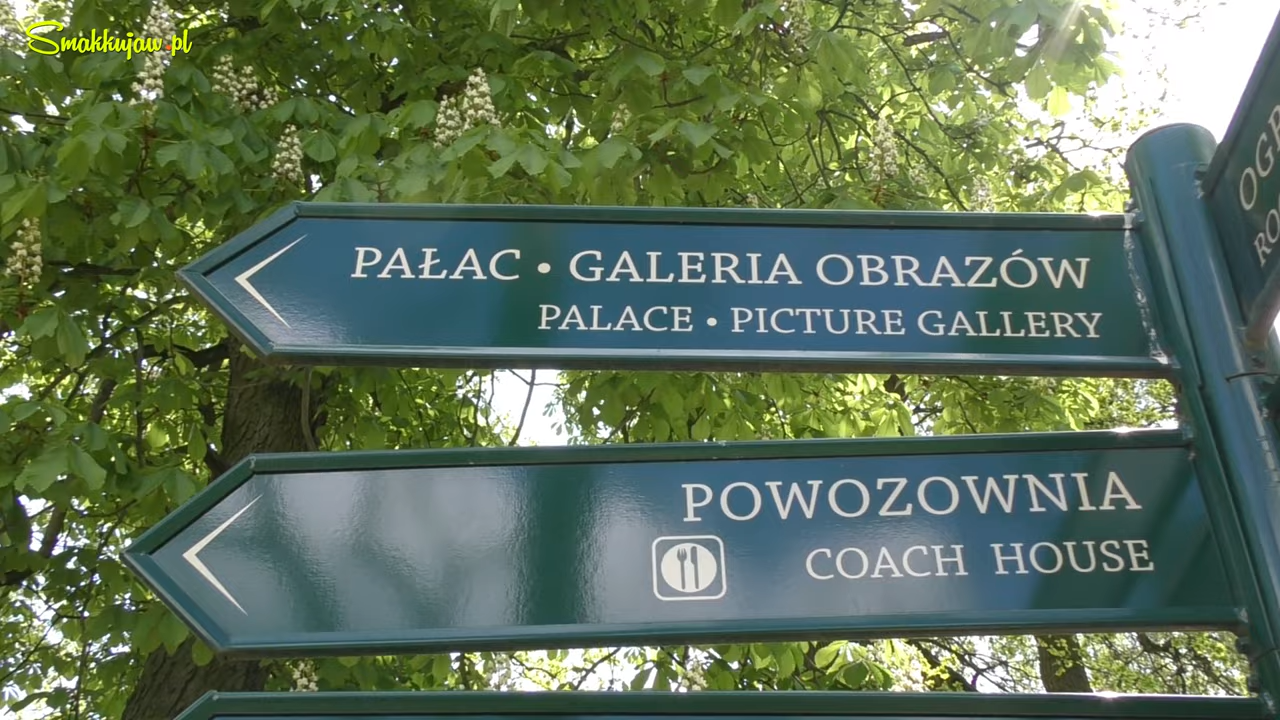 Smakkujaw.pl
PAŁAC • GALERIA OBRAZÓW
PALACE • PICTURE GALLERY
POWOZOWNIA
COACH HOUSE